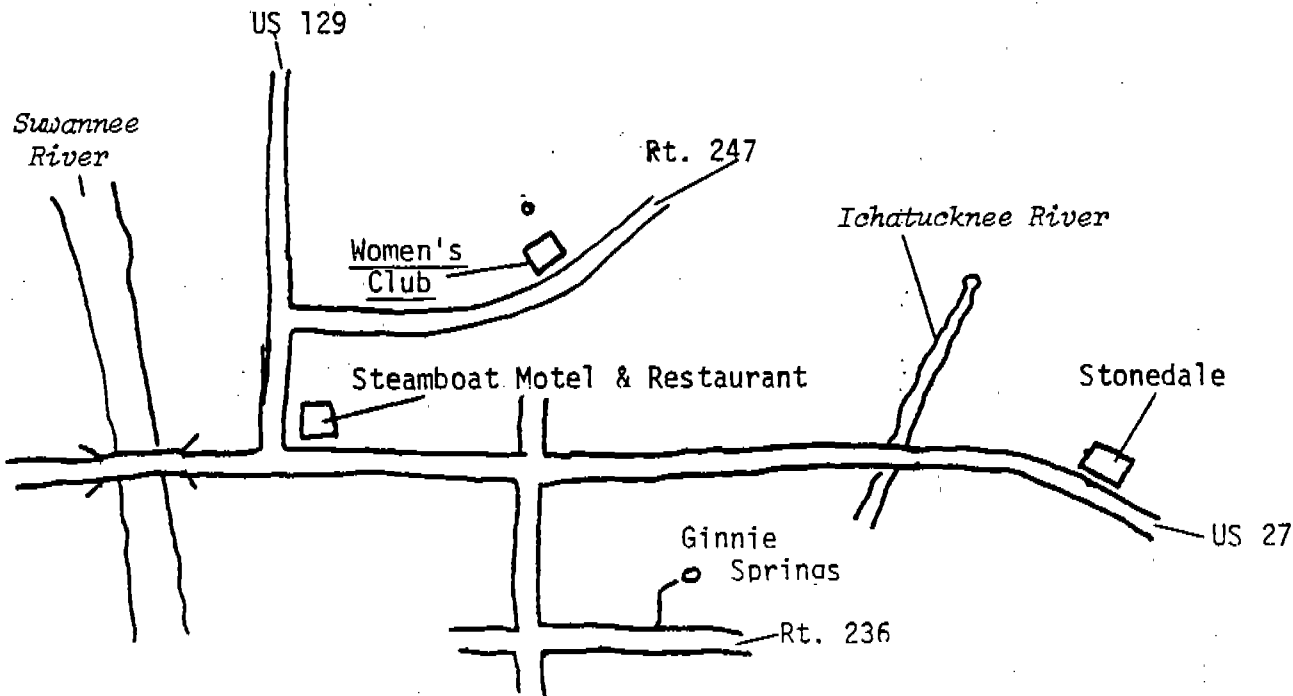 US 129
Suwannee
River
Rt. 247
Ichatucknee River
Women's
Club
Steamboat Motel & Restaurant
Stonedale
US 27
Ginnie
Springs
Rt. 236